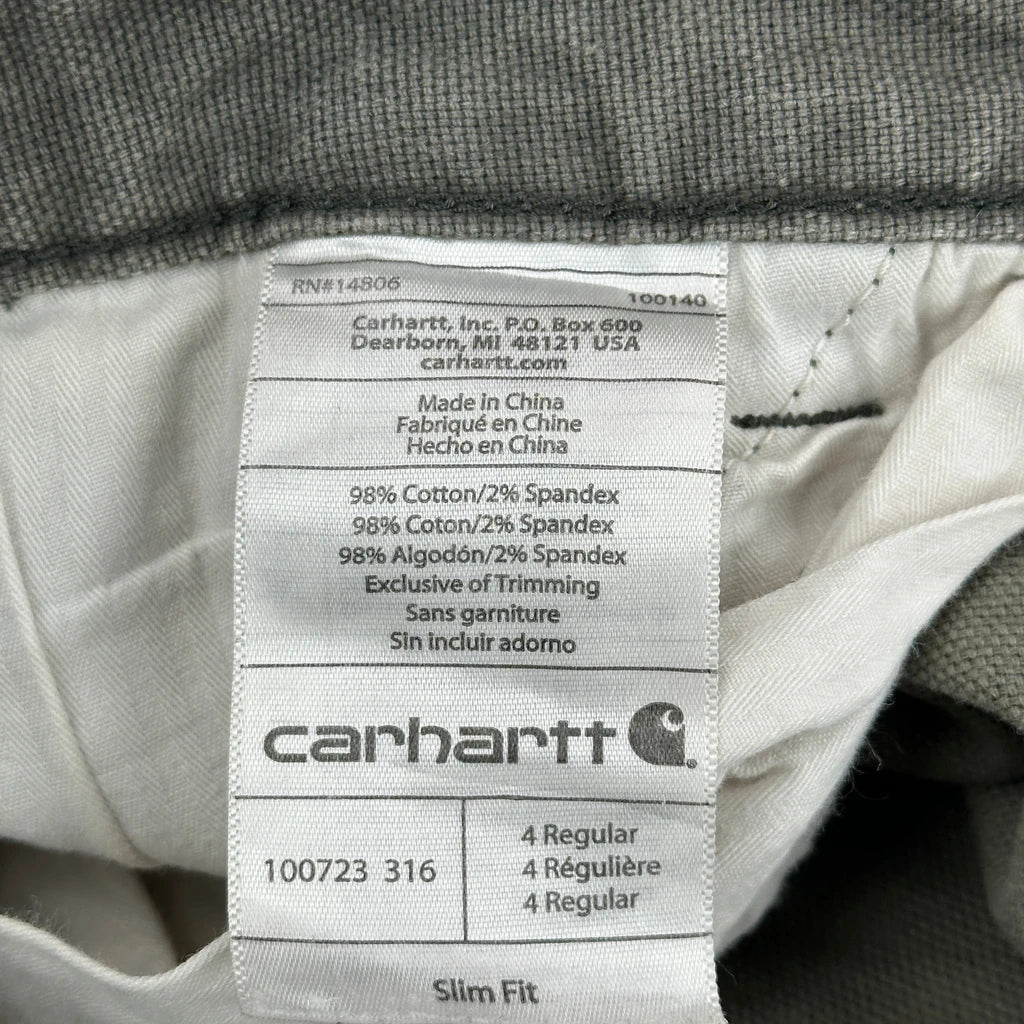 RN#14806
100140
Carhartt, Inc. P.O. Box 600
Dearborn, MI 48121 USA
carhartt.com
Made in China
Fabriqué en Chine
Hecho en China
98% Cotton/2% Spandex
98% Coton/2% Spandex
98% Algodón/2% Spandex
Exclusive of Trimming
Sans garniture
Sin incluir adorno
carhartt
100723 316
4 Regular
4 Régulière
4 Regular
Slim Fit